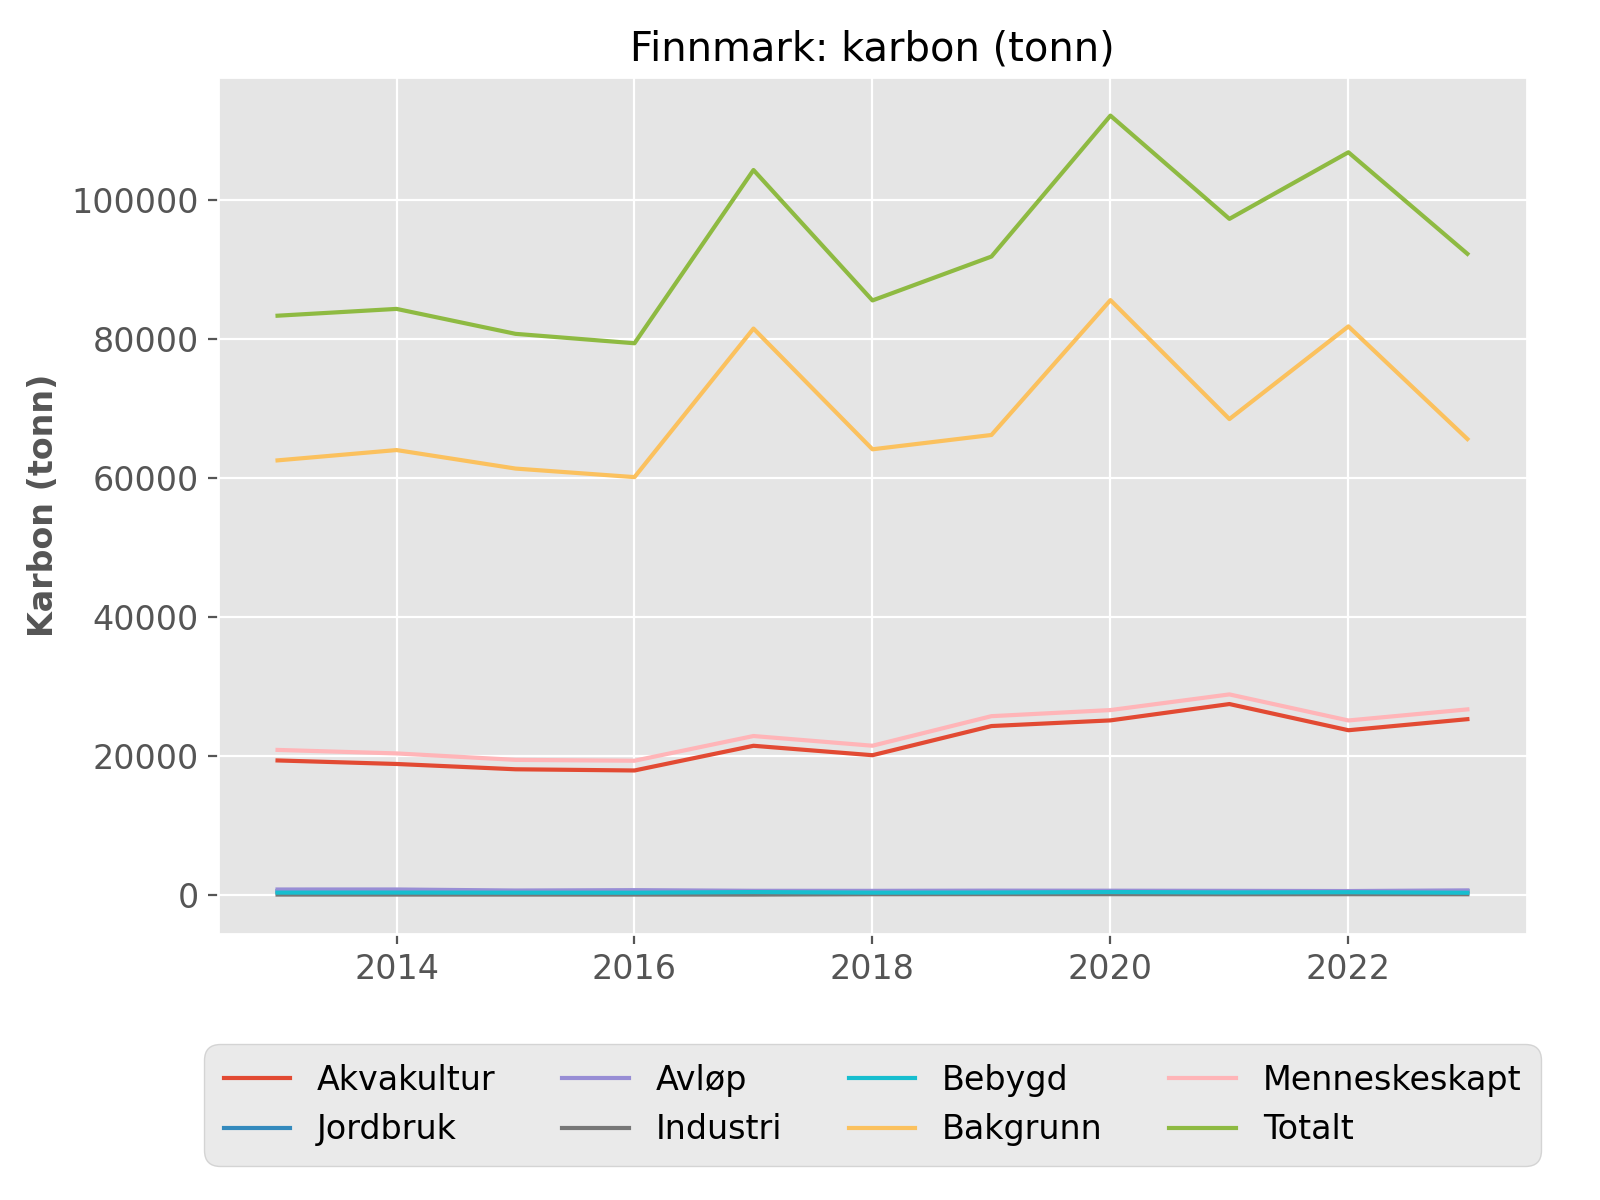 Finnmark: karbon (tonn)
Karbon (tonn)
100000
80000
60000
40000
20000
0
2014 2016 2018 2020 2022
Akvakultur Avløp Bebygd Menneskeskapt
Jordbruk Industri Bakgrunn Totalt